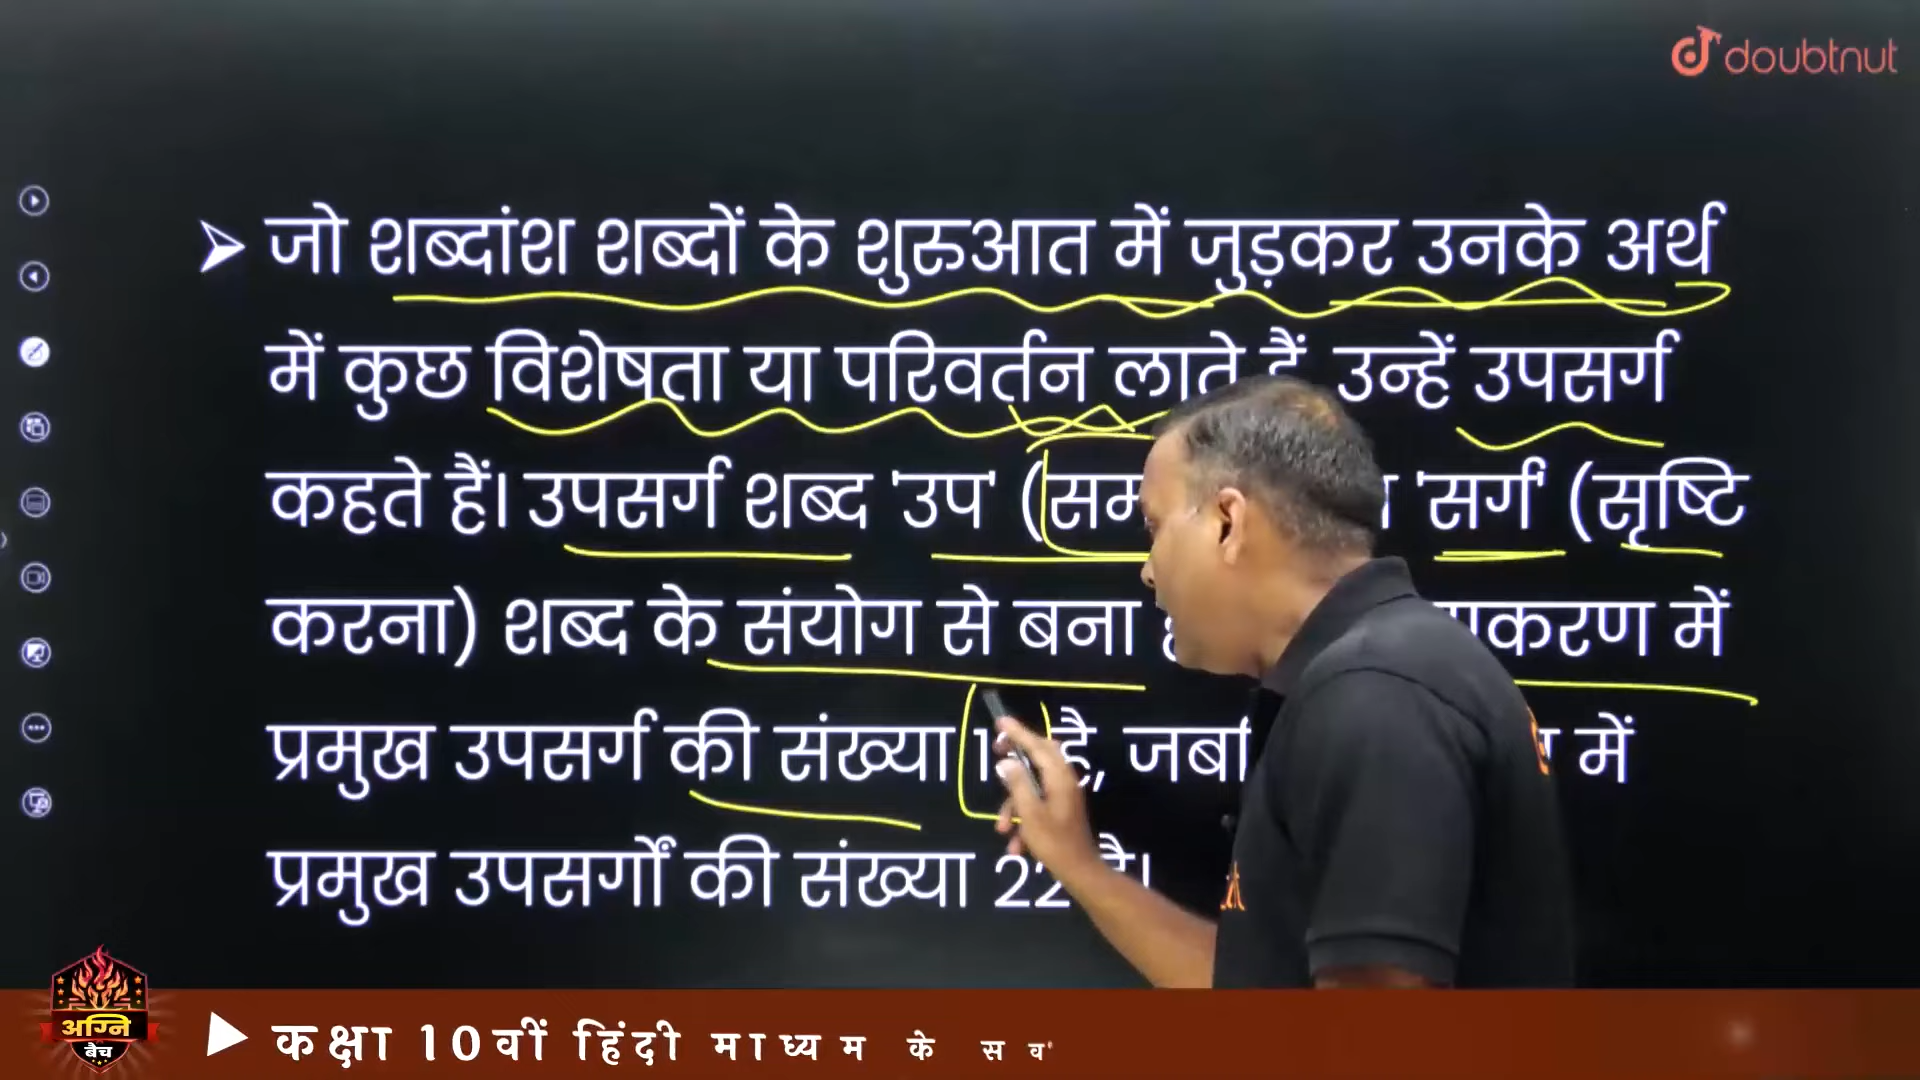 doubtnut
जो शब्दांश शब्दों के शुरुआत में जुड़कर उनके अर्थ
में कुछ विशेषता या परिवर्तन लाते हैं, उन्हें उपसर्ग
कहते हैं। उपसर्ग शब्द 'उप' ( 'सर्ग' (सृष्टि
करना) शब्द के संयोग से बना में
प्रमुख उपसर्ग की संख्या है, में
प्रमुख उपसर्गों की संख्या 22 है।
अग्नि
बैच
कक्षा 10वीं हिंदी माध्यम के